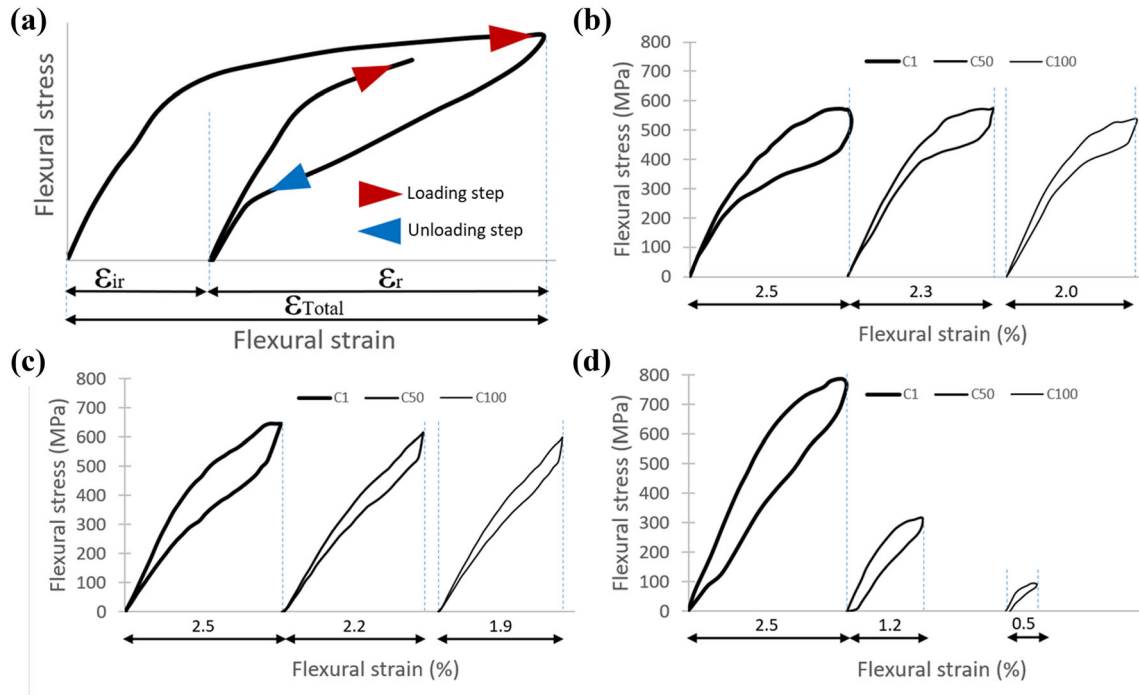 (a)
Flexural stress
Loading step
Unloading step
εir
εr
εTotal
Flexural strain
(b)
Flexural stress (MPa)
C1 C50 C100
800
700
600
500
400
300
200
100
0
2.5 2.3 2.0
Flexural strain (%)
(c)
Flexural stress (MPa)
C1 C50 C100
800
700
600
500
400
300
200
100
0
2.5 2.2 1.9
Flexural strain (%)
(d)
Flexural stress (MPa)
C1 C50 C100
800
700
600
500
400
300
200
100
0
2.5 1.2 0.5
Flexural strain (%)